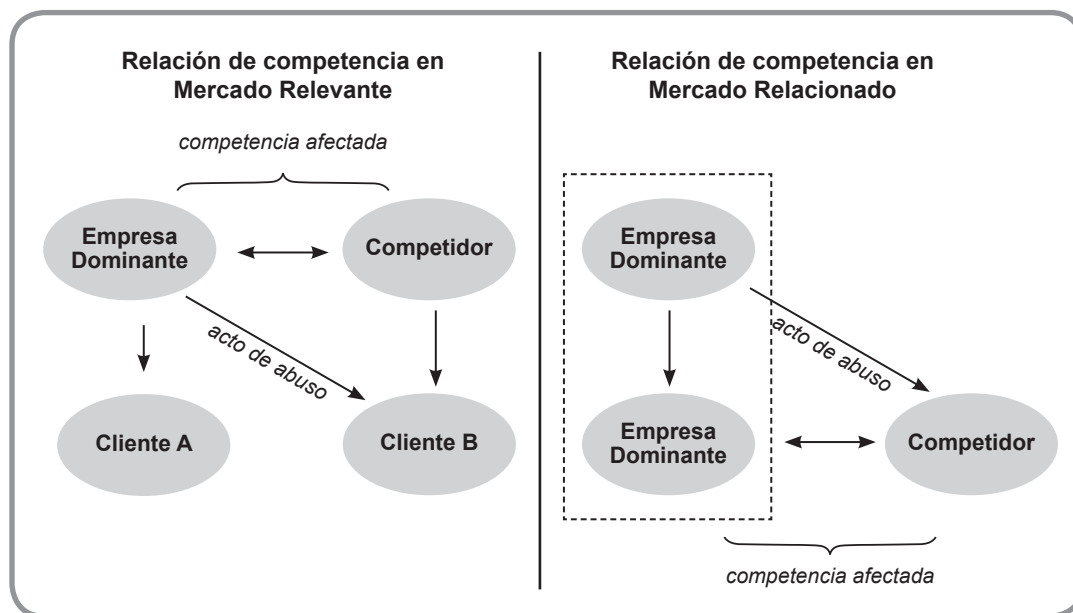 Relación de competencia en
Mercado Relevante
competencia afectada
Empresa
Dominante
Competidor
acto de abuso
Cliente A
Cliente B
Relación de competencia en
Mercado Relacionado
Empresa
Dominante
acto de abuso
Empresa
Dominante
Competidor
competencia afectada